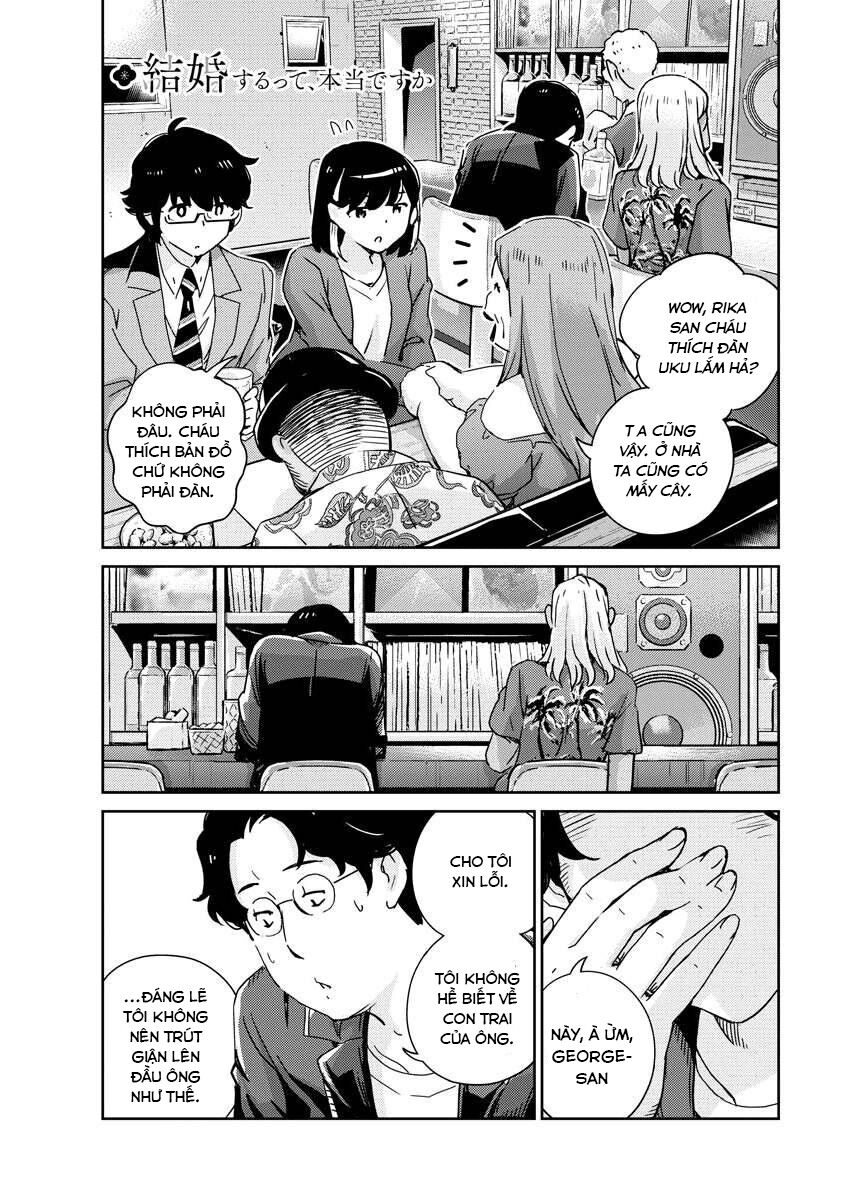 結婚するって、本当ですか
WOW, RIKA
SAN CHÁU
THÍCH ĐÀN
UKU LẮM HẢ?
TA CŨNG
VẬY. Ở NHÀ
TA CŨNG CÓ
MẤY CÂY.
KHÔNG PHẢI
ĐÂU. CHÁU
THÍCH BẢN ĐỒ
CHỨ KHÔNG
PHẢI ĐÀN.
NÀY, À ỪM,
GEORGE-
SAN
CHO TÔI
XIN LỖI.
TÔI KHÔNG
HỀ BIẾT VỀ
CON TRAI
CỦA ÔNG.
...ĐÁNG LẼ
TÔI KHÔNG
NÊN TRÚT
GIẬN LÊN
ĐẦU ÔNG
NHƯ THẾ.